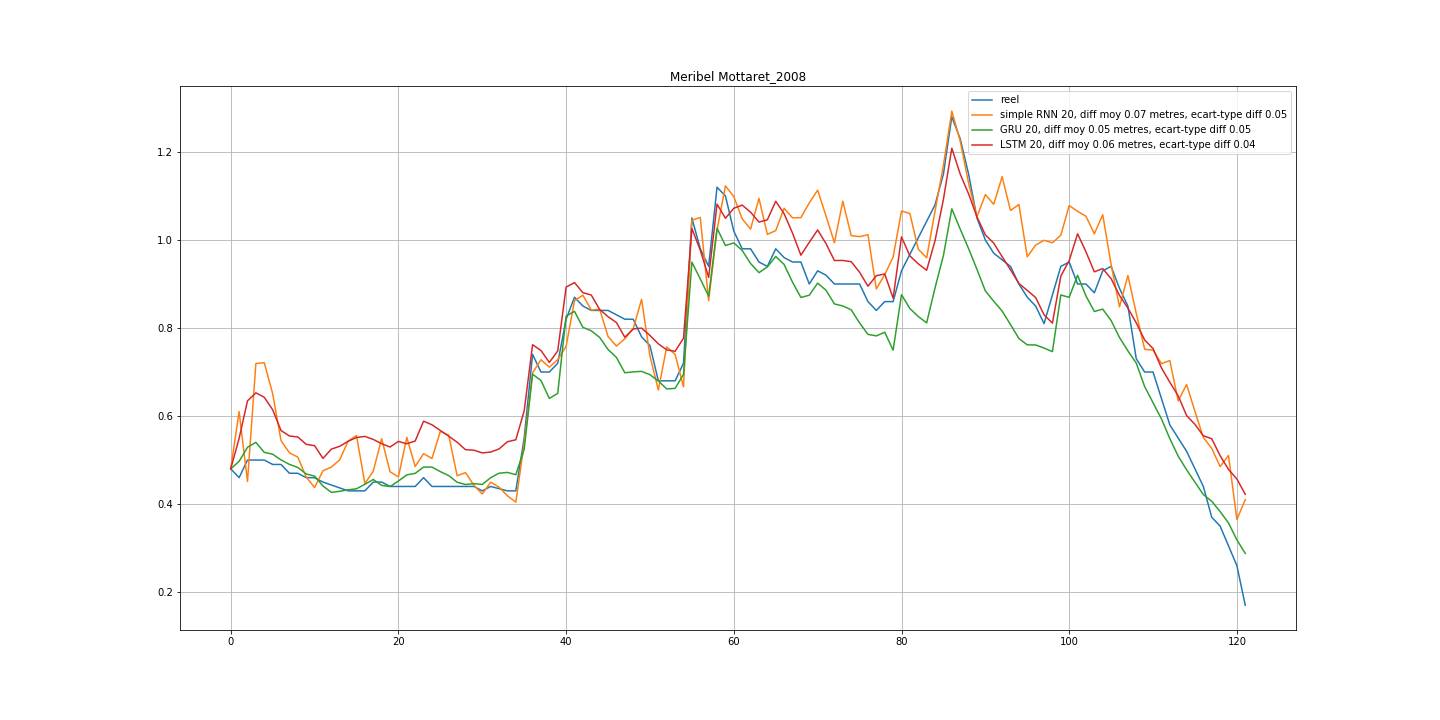 Meribel Mottaret_2008
reel
simple RNN 20, diff moy 0.07 metres, ecart-type diff 0.05
GRU 20, diff moy 0.05 metres, ecart-type diff 0.05
LSTM 20, diff moy 0.06 metres, ecart-type diff 0.04
1.2
1.0
0.8
0.6
0.4
0.2
0 20 40 60 80 100 120